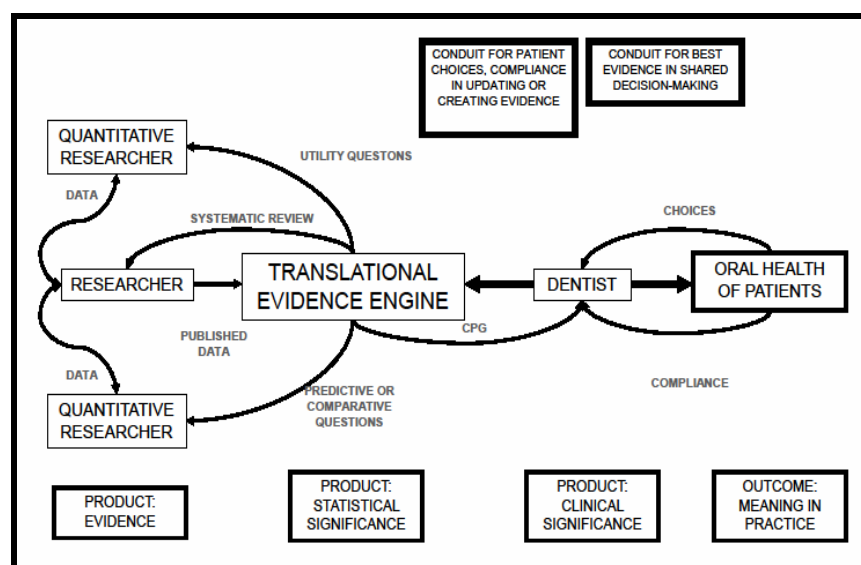 CONDUIT FOR PATIENT
CHOICES, COMPLIANCE
IN UPDATING OR
CREATING EVIDENCE
CONDUIT FOR BEST
EVIDENCE IN SHARED
DECISION-MAKING
QUANTITATIVE
RESEARCHER
UTILITY QUESTONS
DATA
SYSTEMATIC REVIEW
CHOICES
RESEARCHER
TRANSLATIONAL
EVIDENCE ENGINE
DENTIST
ORAL HEALTH
OF PATIENTS
PUBLISHED
DATA
CPG
DATA
COMPLIANCE
QUANTITATIVE
RESEARCHER
PREDICTIVE OR
COMPARATIVE
QUESTIONS
PRODUCT:
EVIDENCE
PRODUCT:
STATISTICAL
SIGNIFICANCE
PRODUCT:
CLINICAL
SIGNIFICANCE
OUTCOME:
MEANING IN
PRACTICE